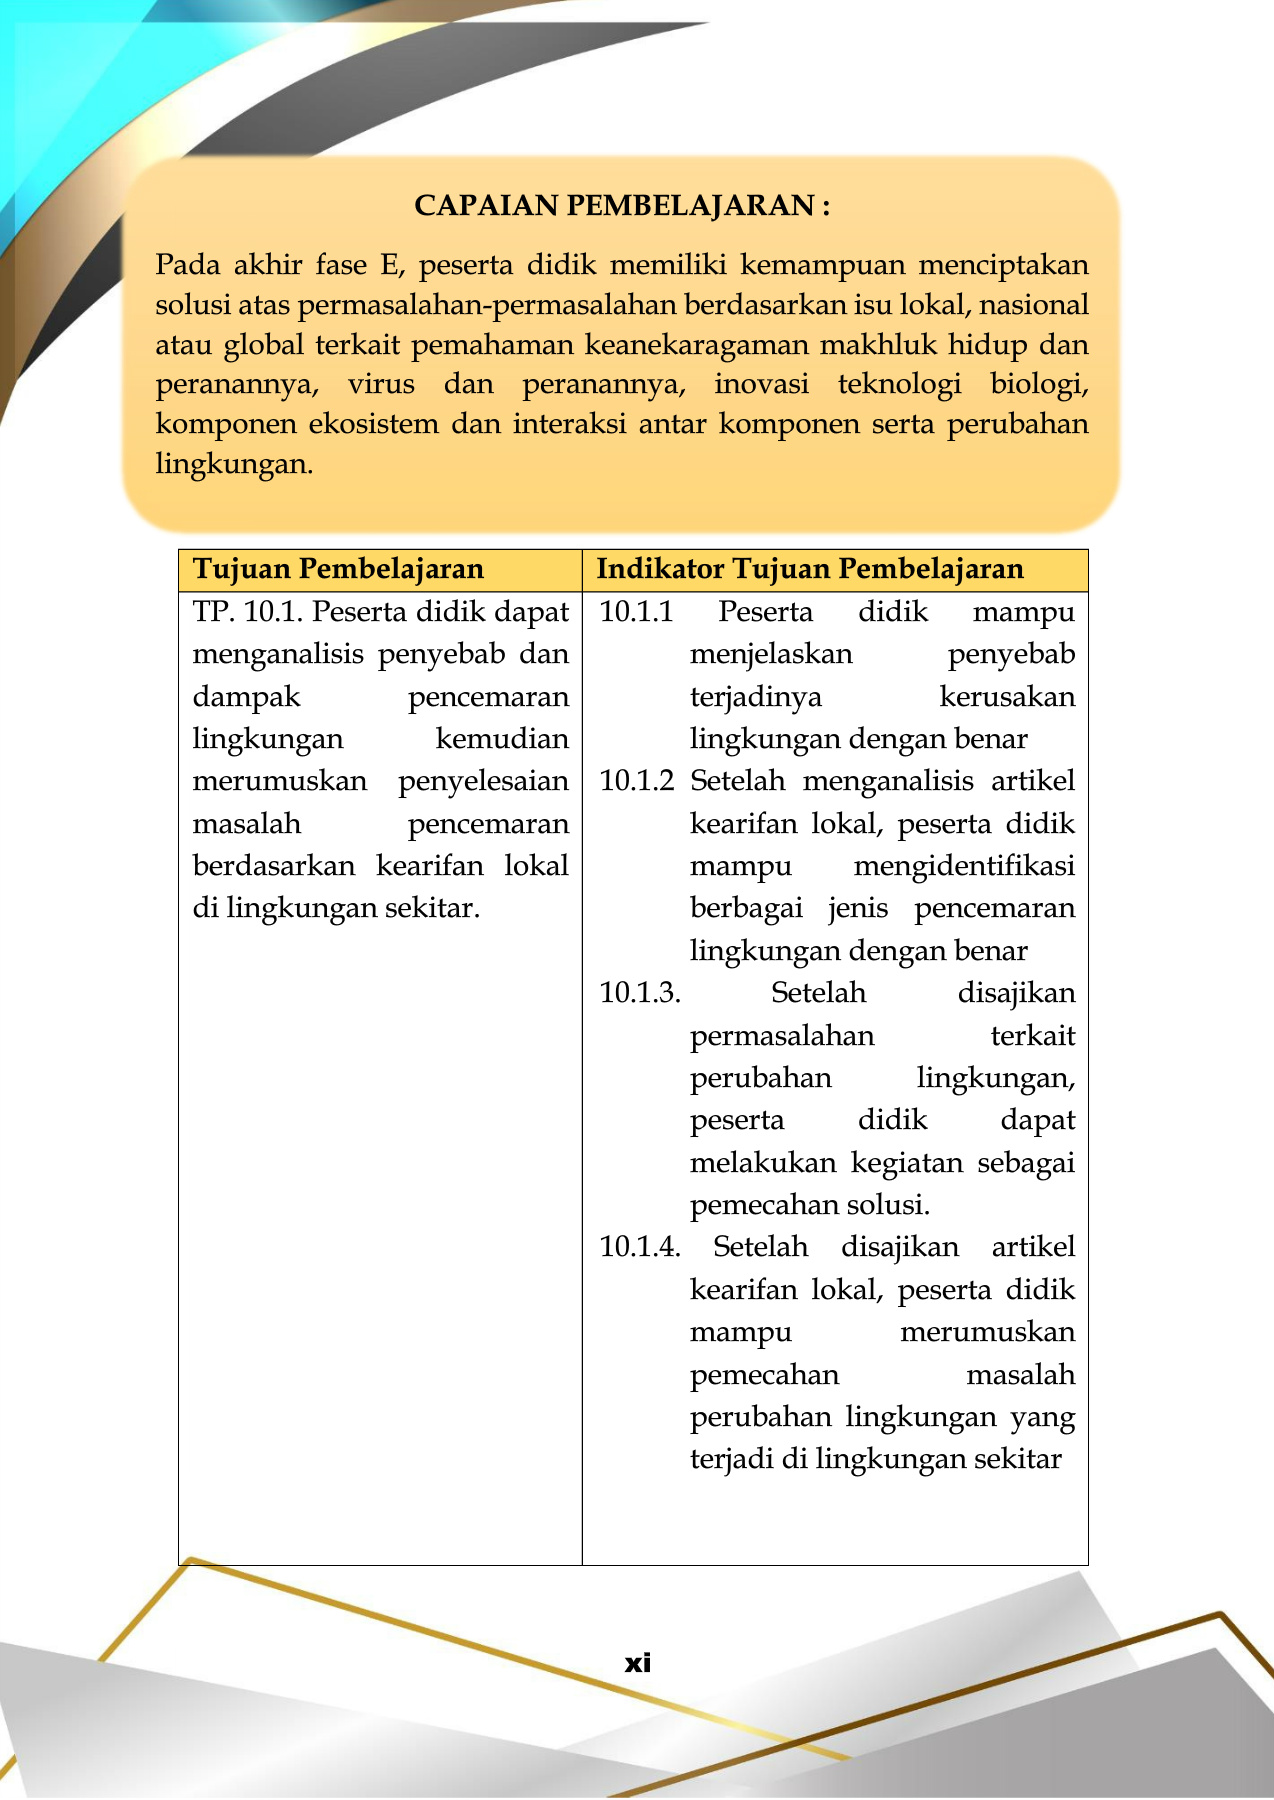 CAPAIAN PEMBELAJARAN :
Pada akhir fase E, peserta didik memiliki kemampuan menciptakan
solusi atas permasalahan-permasalahan berdasarkan isu lokal, nasional
atau global terkait pemahaman keanekaragaman makhluk hidup dan
peranannya, virus dan peranannya, inovasi teknologi biologi,
komponen ekosistem dan interaksi antar komponen serta perubahan
lingkungan.
Tujuan Pembelajaran
TP. 10.1. Peserta didik dapat
menganalisis penyebab dan
dampak pencemaran
lingkungan kemudian
merumuskan penyelesaian
masalah pencemaran
berdasarkan kearifan lokal
di lingkungan sekitar.
Indikator Tujuan Pembelajaran
10.1.1 Peserta didik mampu
menjelaskan penyebab
terjadinya kerusakan
lingkungan dengan benar
10.1.2 Setelah menganalisis artikel
kearifan lokal, peserta didik
mampu mengidentifikasi
berbagai jenis pencemaran
lingkungan dengan benar
10.1.3. Setelah disajikan
permasalahan terkait
perubahan lingkungan,
peserta didik dapat
melakukan kegiatan sebagai
pemecahan solusi.
10.1.4. Setelah disajikan artikel
kearifan lokal, peserta didik
mampu merumuskan
pemecahan masalah
perubahan lingkungan yang
terjadi di lingkungan sekitar
xi